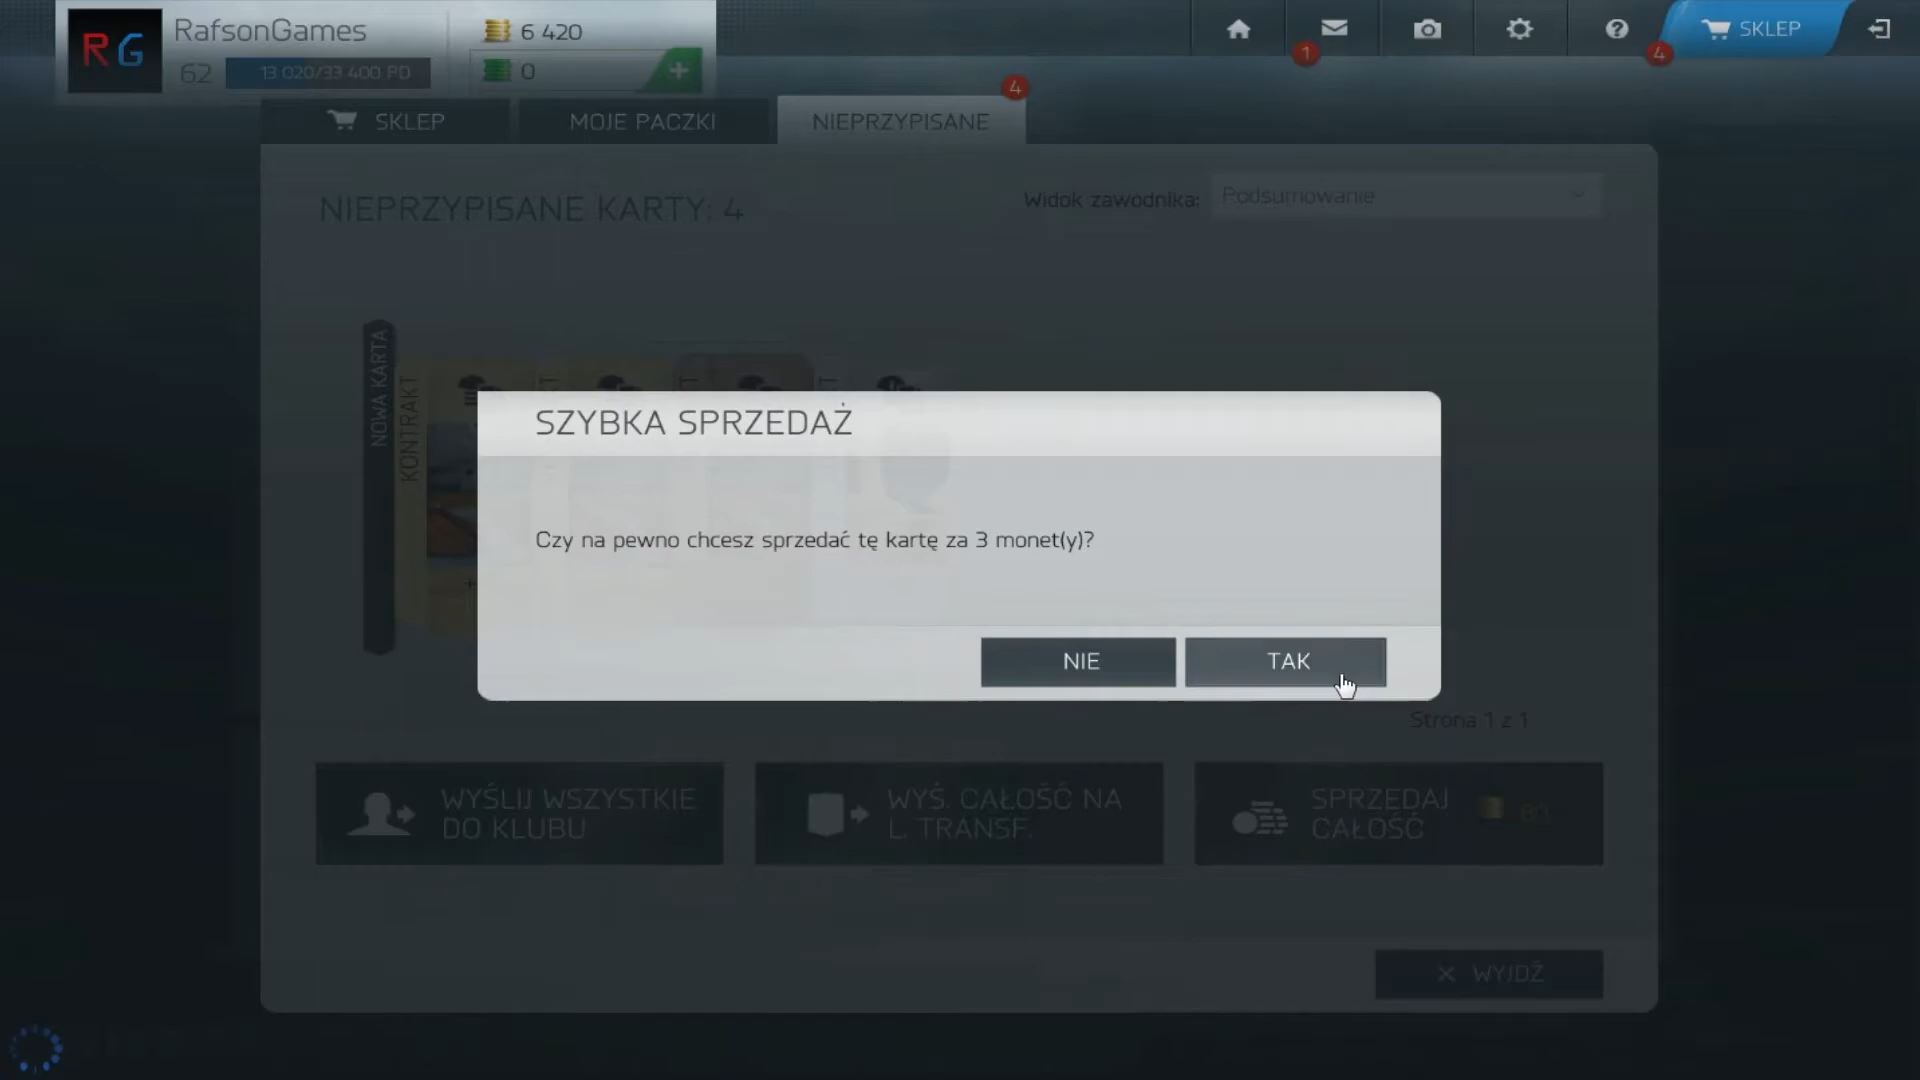 RG
RafsonGames
62
13 020/33 400 PD
6 420
0
1
4
SKLEP
SKLEP
MOJE PACZKI
NIEPRZYPISANE
4
NIEPRZYPISANE KARTY: 4
Widok zawodnika:
Podsumowanie
NOWA KARTA
KONTRAKT
SZYBKA SPRZEDAŻ
Czy na pewno chcesz sprzedać tę kartę za 3 monet(y)?
NIE
TAK
Strona 1 z 1
WYŚLIJ WSZYSTKIE
DO KLUBU
WYŚ. CAŁOŚĆ NA
L. TRANSF.
SPRZEDAJ
CAŁOŚĆ
WYJDŹ